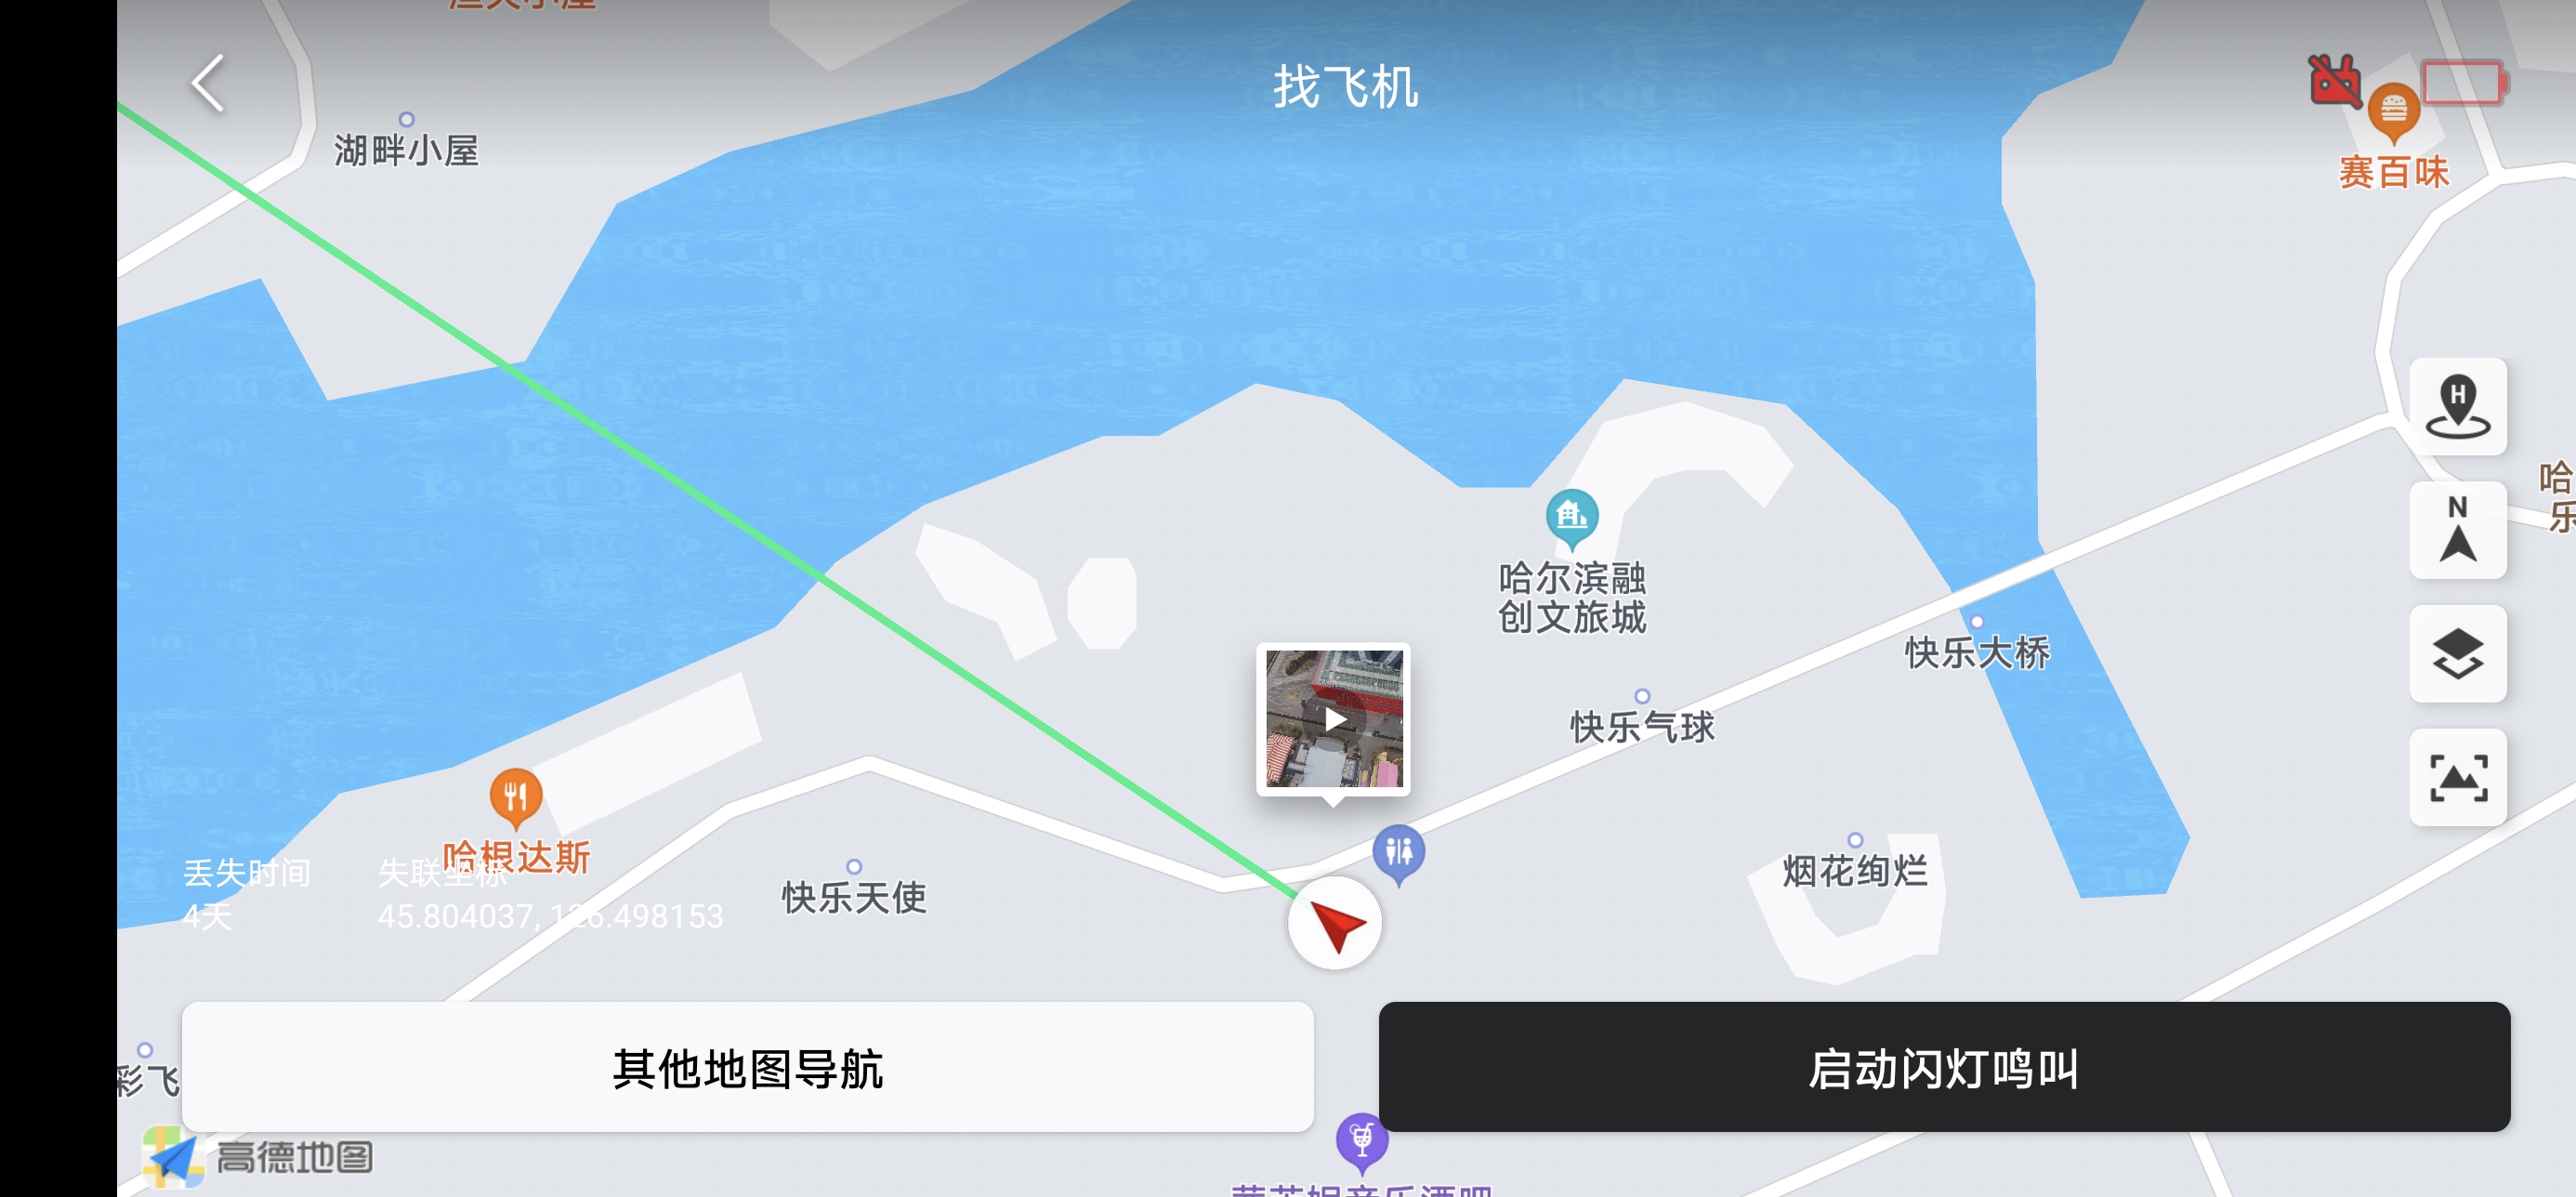 找飞机
湖畔小屋
赛百味
H
N
哈尔滨融
创文旅城
快乐大桥
快乐气球
哈根达斯
丢失时间
失联坐标
4天
45.804037, 126.498153
快乐天使
烟花绚烂
其他地图导航
启动闪灯鸣叫
彩飞
高德地图
哈
乐